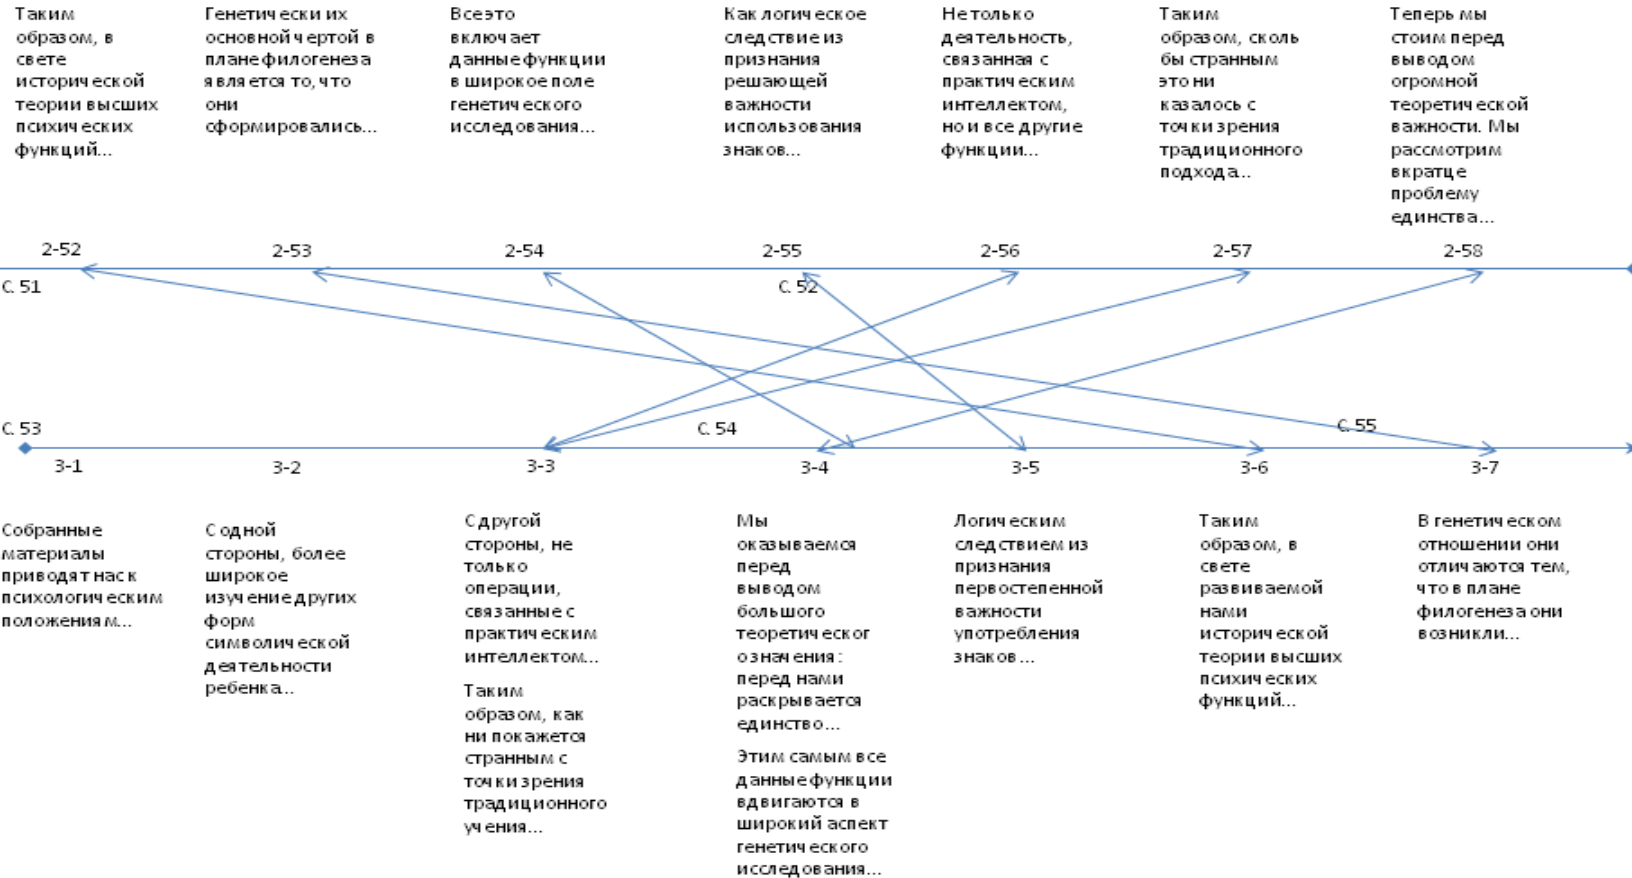 Таким
образом, в
свете
исторической
теории высших
психических
функций...
Генетически их
основной чертой в
плане филогенеза
является то, что
они
сформировались...
Все это
включает
данные функции
в широкое поле
генетического
исследования...
Как логическое
следствие из
признания
решающей
важности
использования
знаков...
Не только
деятельность,
связанная с
практическим
интеллектом,
но и все другие
функции...
Таким
образом, сколь
бы странным
это ни
казалось с
точки зрения
традиционного
подхода...
Теперь мы
стоим перед
выводом
огромной
теоретической
важности. Мы
рассмотрим
вкратце
проблему
единства...
2-52
2-53
2-54
2-55
2-56
2-57
2-58
С. 51
С. 52
С. 53
С. 54
С. 55
3-1
3-2
3-3
3-4
3-5
3-6
3-7
Собранные
материалы
приводят нас к
психологическим
положениям...
С одной
стороны, более
широкое
изучение других
форм
символической
деятельности
ребенка...
С другой
стороны, не
только
операции,
связанные с
практическим
интеллектом...
Таким
образом, как
ни покажется
странным с
точки зрения
традиционного
учения...
Мы
оказываемся
перед
выводом
большого
теоретическог
о значения:
перед нами
раскрывается
единство...
Этим самым все
данные функции
вдвигаются в
широкий аспект
генетического
исследования...
Логическим
следствием из
признания
первостепенной
важности
употребления
знаков...
Таким
образом, в
свете
развиваемой
нами
исторической
теории высших
психических
функций...
В генетическом
отношении они
отличаются тем,
что в плане
филогенеза они
возникли...